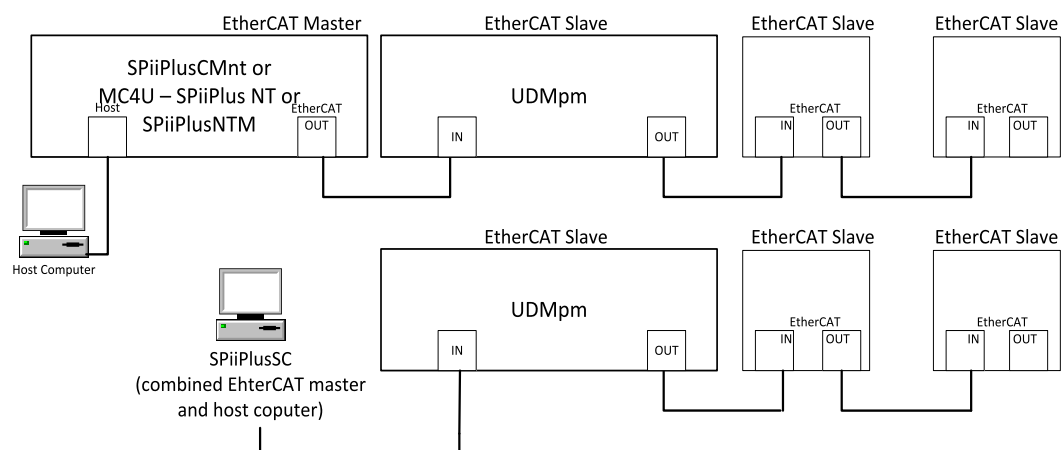 EtherCAT Master
EtherCAT Slave
EtherCAT Slave
EtherCAT Slave
SPiiPlusCMnt or
MC4U – SPiiPlus NT or
SPiiPlusNTM
Host
EtherCAT
OUT
UDMpm
IN
OUT
EtherCAT
IN
OUT
EtherCAT
IN
OUT
Host Computer
EtherCAT Slave
EtherCAT Slave
EtherCAT Slave
UDMpm
IN
OUT
EtherCAT
IN
OUT
EtherCAT
IN
OUT
SPiiPlusSC
(combined EhterCAT master
and host coputer)